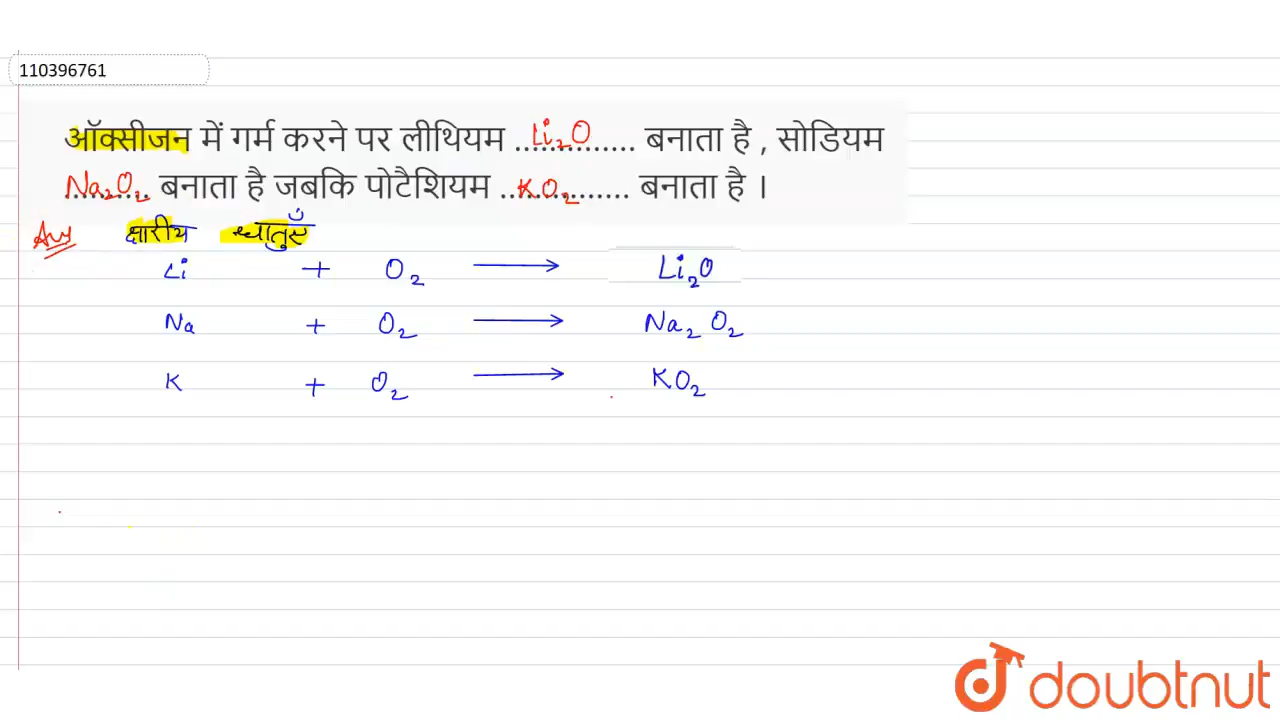 110396761
ऑक्सीजन में गर्म करने पर लीथियम ...Li₂O... बनाता है , सोडियम
Na₂O₂ बनाता है जबकि पोटैशियम ...KO₂... बनाता है ।
Ans क्षारीय धातुएँ
Li + O₂ ⟶ Li₂O
Na + O₂ ⟶ Na₂O₂
K + O₂ ⟶ KO₂
doubtnut